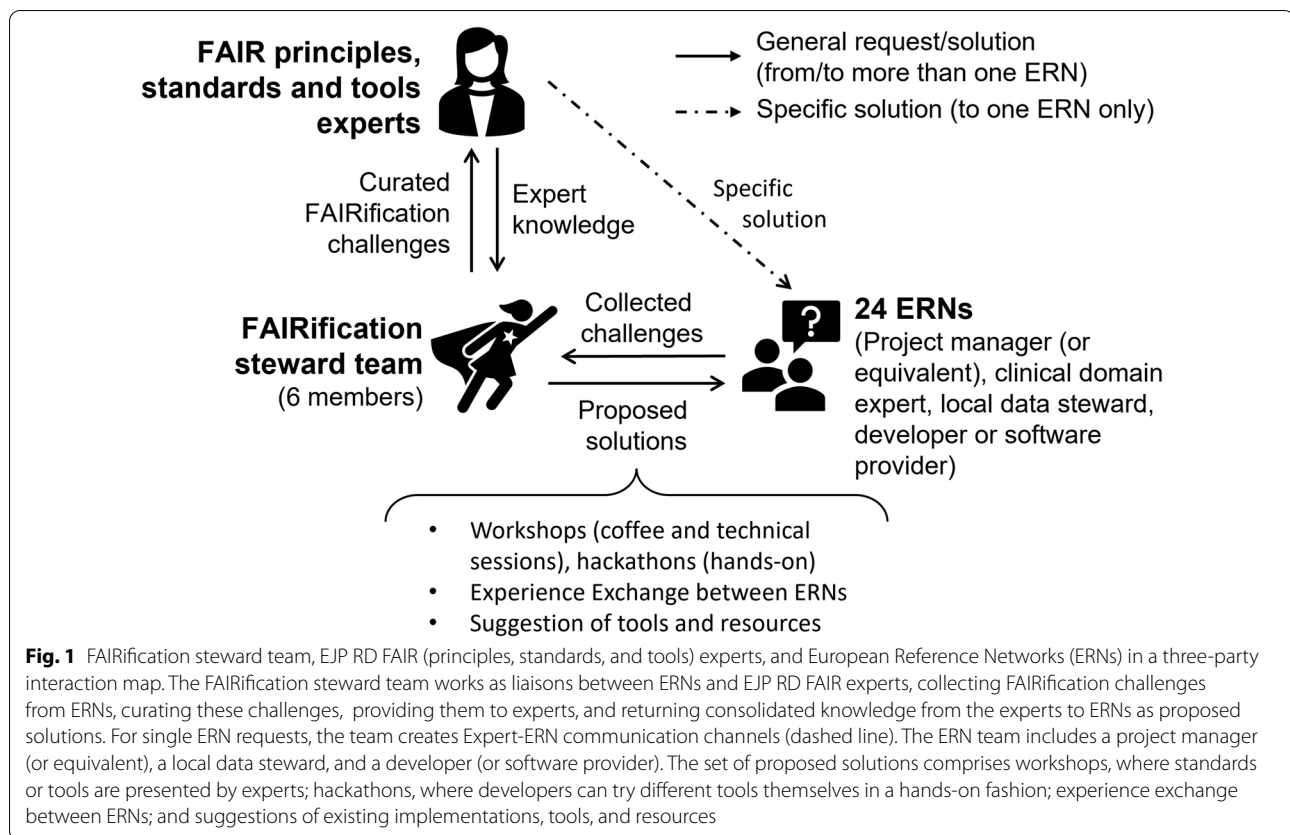 FAIR principles,
standards and tools
experts
General request/solution
(from/to more than one ERN)
Specific solution (to one ERN only)
Curated
FAIRification
challenges
Expert
knowledge
Specific
solution
FAIRification
steward team
(6 members)
Collected
challenges
Proposed
solutions
?
24 ERNs
(Project manager (or
equivalent), clinical domain
expert, local data steward,
developer or software
provider)
• Workshops (coffee and technical
sessions), hackathons (hands-on)
• Experience Exchange between ERNs
• Suggestion of tools and resources
Fig. 1 FAIRification steward team, EJP RD FAIR (principles, standards, and tools) experts, and European Reference Networks (ERNs) in a three-party
interaction map. The FAIRification steward team works as liaisons between ERNs and EJP RD FAIR experts, collecting FAIRification challenges
from ERNs, curating these challenges, providing them to experts, and returning consolidated knowledge from the experts to ERNs as proposed
solutions. For single ERN requests, the team creates Expert-ERN communication channels (dashed line). The ERN team includes a project manager
(or equivalent), a local data steward, and a developer (or software provider). The set of proposed solutions comprises workshops, where standards
or tools are presented by experts; hackathons, where developers can try different tools themselves in a hands-on fashion; experience exchange
between ERNs; and suggestions of existing implementations, tools, and resources